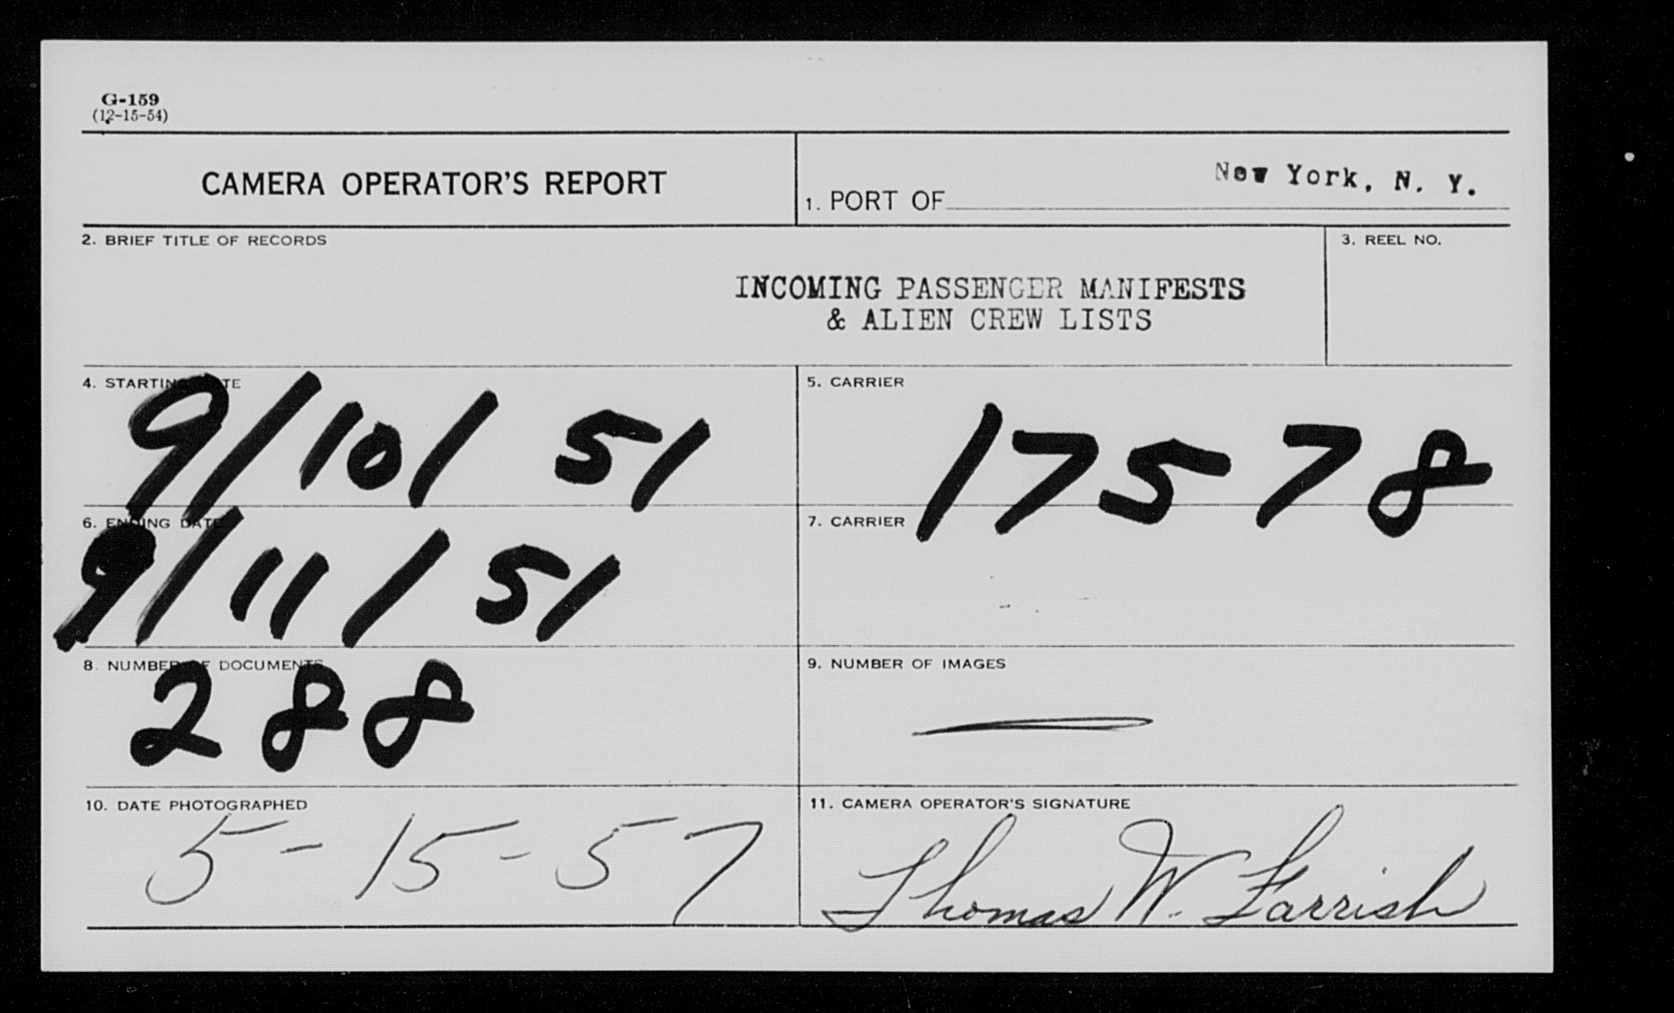 G-159
(12-15-54)
CAMERA OPERATOR'S REPORT
1. PORT OF New York, N. Y.
2. BRIEF TITLE OF RECORDS
3. REEL NO.
INCOMING PASSENGER MANIFESTS
& ALIEN CREW LISTS
4. STARTING DATE
9/10/51
5. CARRIER
17578
6. ENDING DATE
9/11/51
7. CARRIER
8. NUMBER OF DOCUMENTS
288
9. NUMBER OF IMAGES
10. DATE PHOTOGRAPHED
5-15-57
11. CAMERA OPERATOR'S SIGNATURE
Thomas W. Farrish